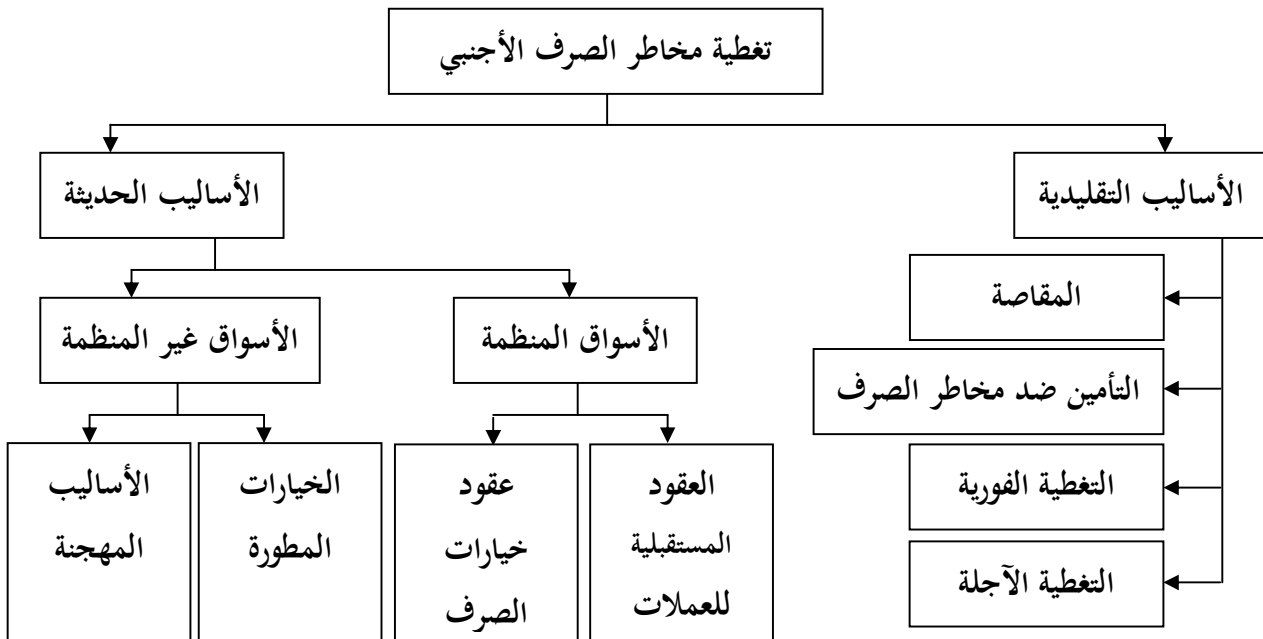 تغطية مخاطر الصرف الأجنبي
الأساليب التقليدية
الأساليب الحديثة
المقاصة
التأمين ضد مخاطر الصرف
التغطية الفورية
التغطية الآجلة
الأسواق المنظمة
الأسواق غير المنظمة
العقود
المستقبلية
للعملات
عقود
خيارات
الصرف
الخيارات
المطورة
الأساليب
المهجنة